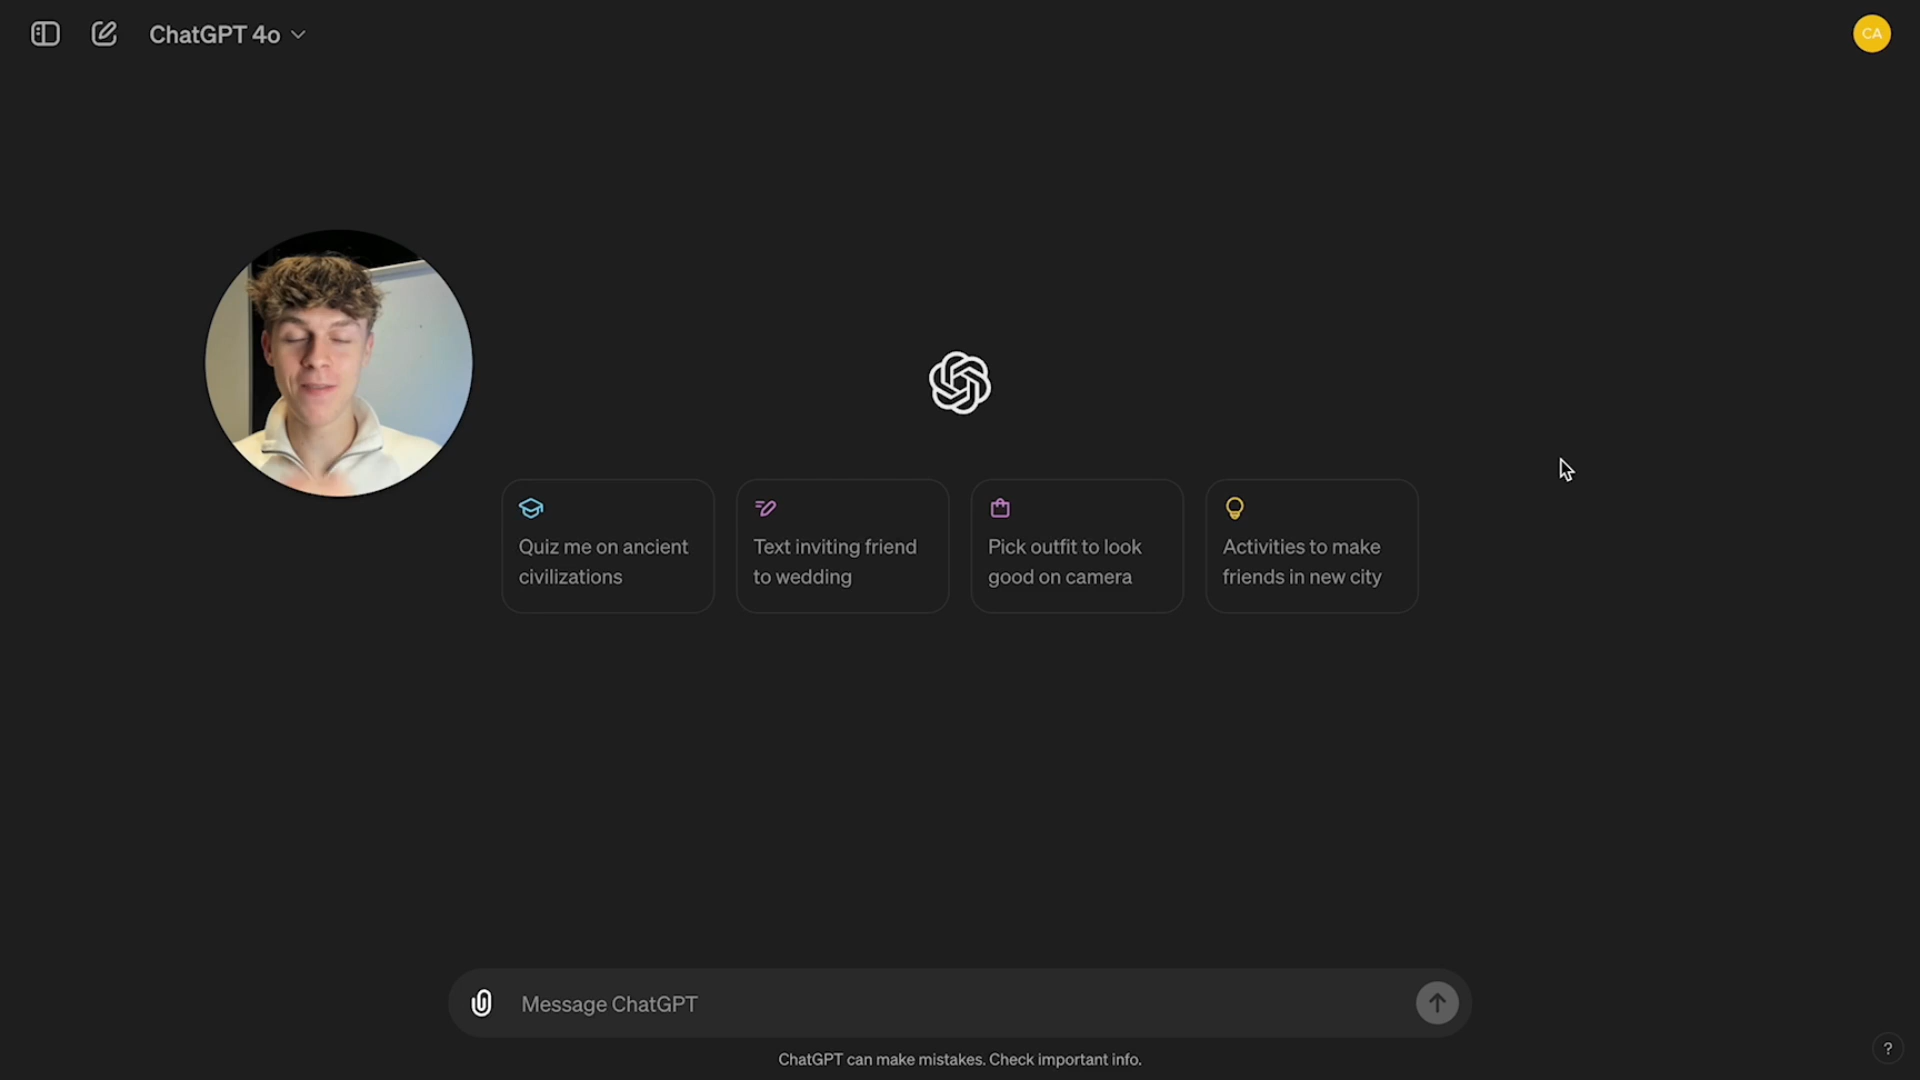 ChatGPT 4o
CA
Quiz me on ancient
civilizations
Text inviting friend
to wedding
Pick outfit to look
good on camera
Activities to make
friends in new city
Message ChatGPT
ChatGPT can make mistakes. Check important info.
?